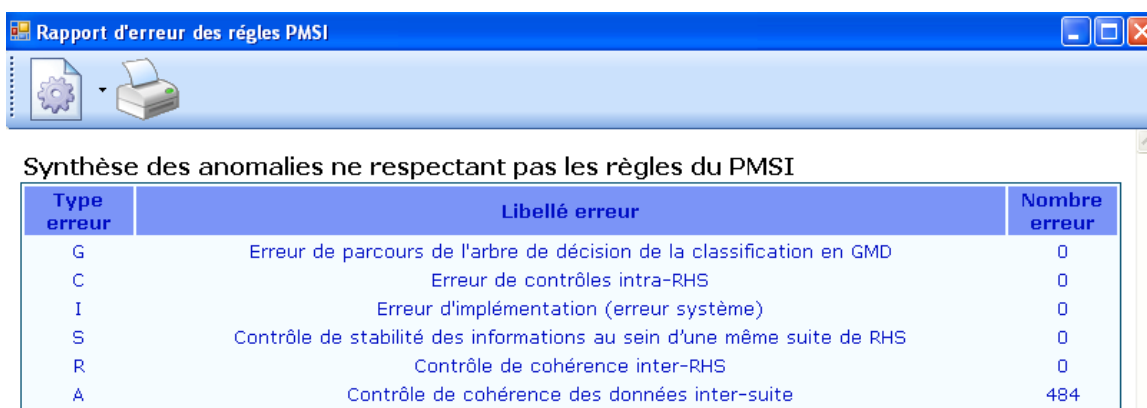 Rapport d'erreur des régles PMSI
Synthèse des anomalies ne respectant pas les règles du PMSI
Type erreur Libellé erreur Nombre erreur
G Erreur de parcours de l'arbre de décision de la classification en GMD 0
C Erreur de contrôles intra-RHS 0
I Erreur d'implémentation (erreur système) 0
S Contrôle de stabilité des informations au sein d’une même suite de RHS 0
R Contrôle de cohérence inter-RHS 0
A Contrôle de cohérence des données inter-suite 484